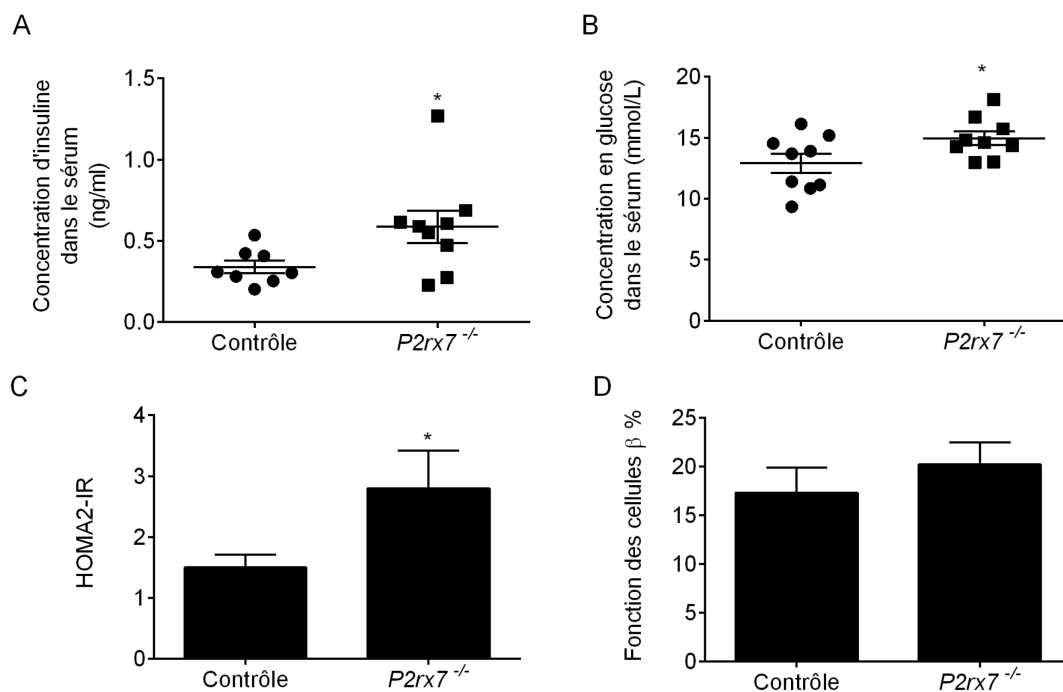 A
Concentration d'insuline
dans le sérum
(ng/ml)
1.5
1.0
0.5
0.0
*
Contrôle
P2rx7 -/-
B
Concentration en glucose
dans le sérum (mmol/L)
20
15
10
5
0
*
Contrôle
P2rx7 -/-
C
HOMA2-IR
4
3
2
1
0
*
Contrôle
P2rx7 -/-
D
Fonction des cellules β %
25
20
15
10
5
0
Contrôle
P2rx7 -/-